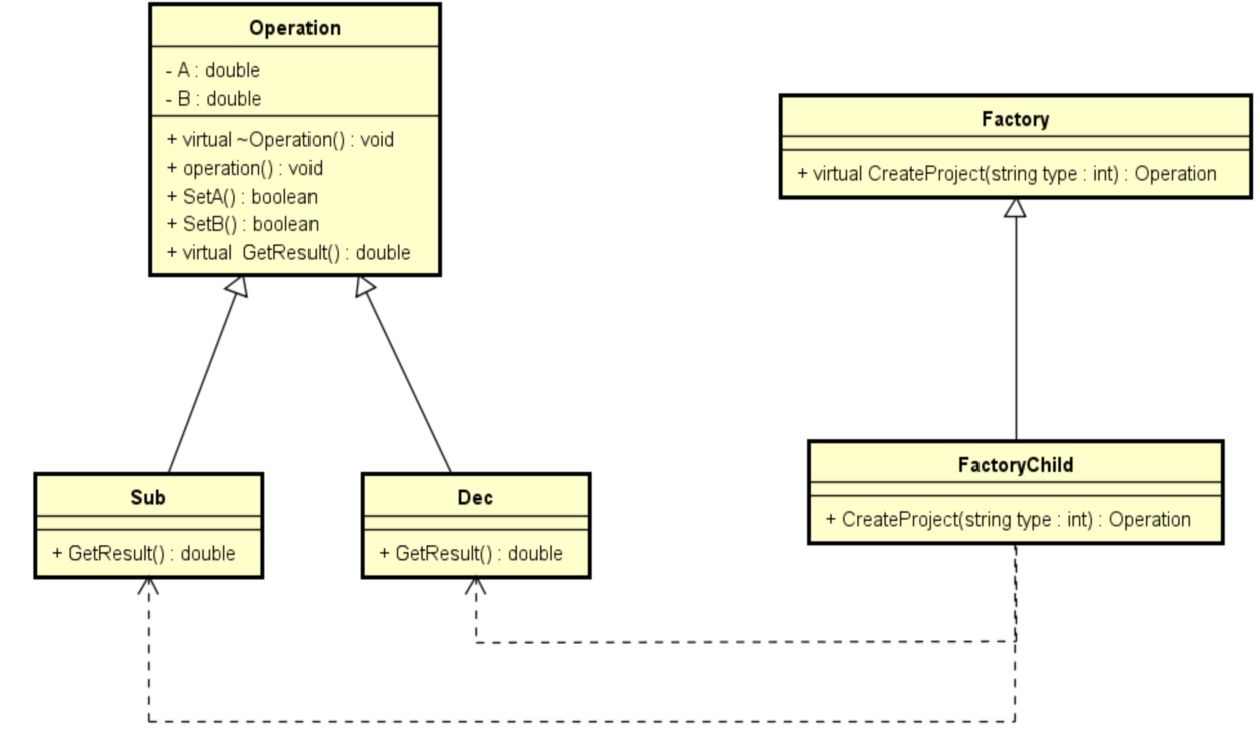 Operation
- A : double
- B : double
+ virtual ~Operation() : void
+ operation() : void
+ SetA() : boolean
+ SetB() : boolean
+ virtual  GetResult() : double
Factory
+ virtual CreateProject(string type : int) : Operation
Sub
+ GetResult() : double
Dec
+ GetResult() : double
FactoryChild
+ CreateProject(string type : int) : Operation